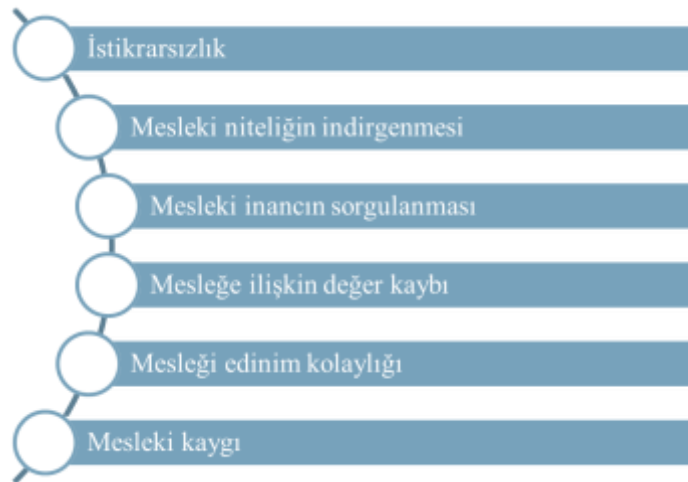 İstikrarsızlık
Mesleki niteliğin indirgenmesi
Mesleki inancın sorgulanması
Mesleğe ilişkin değer kaybı
Mesleği edinim kolaylığı
Mesleki kaygı